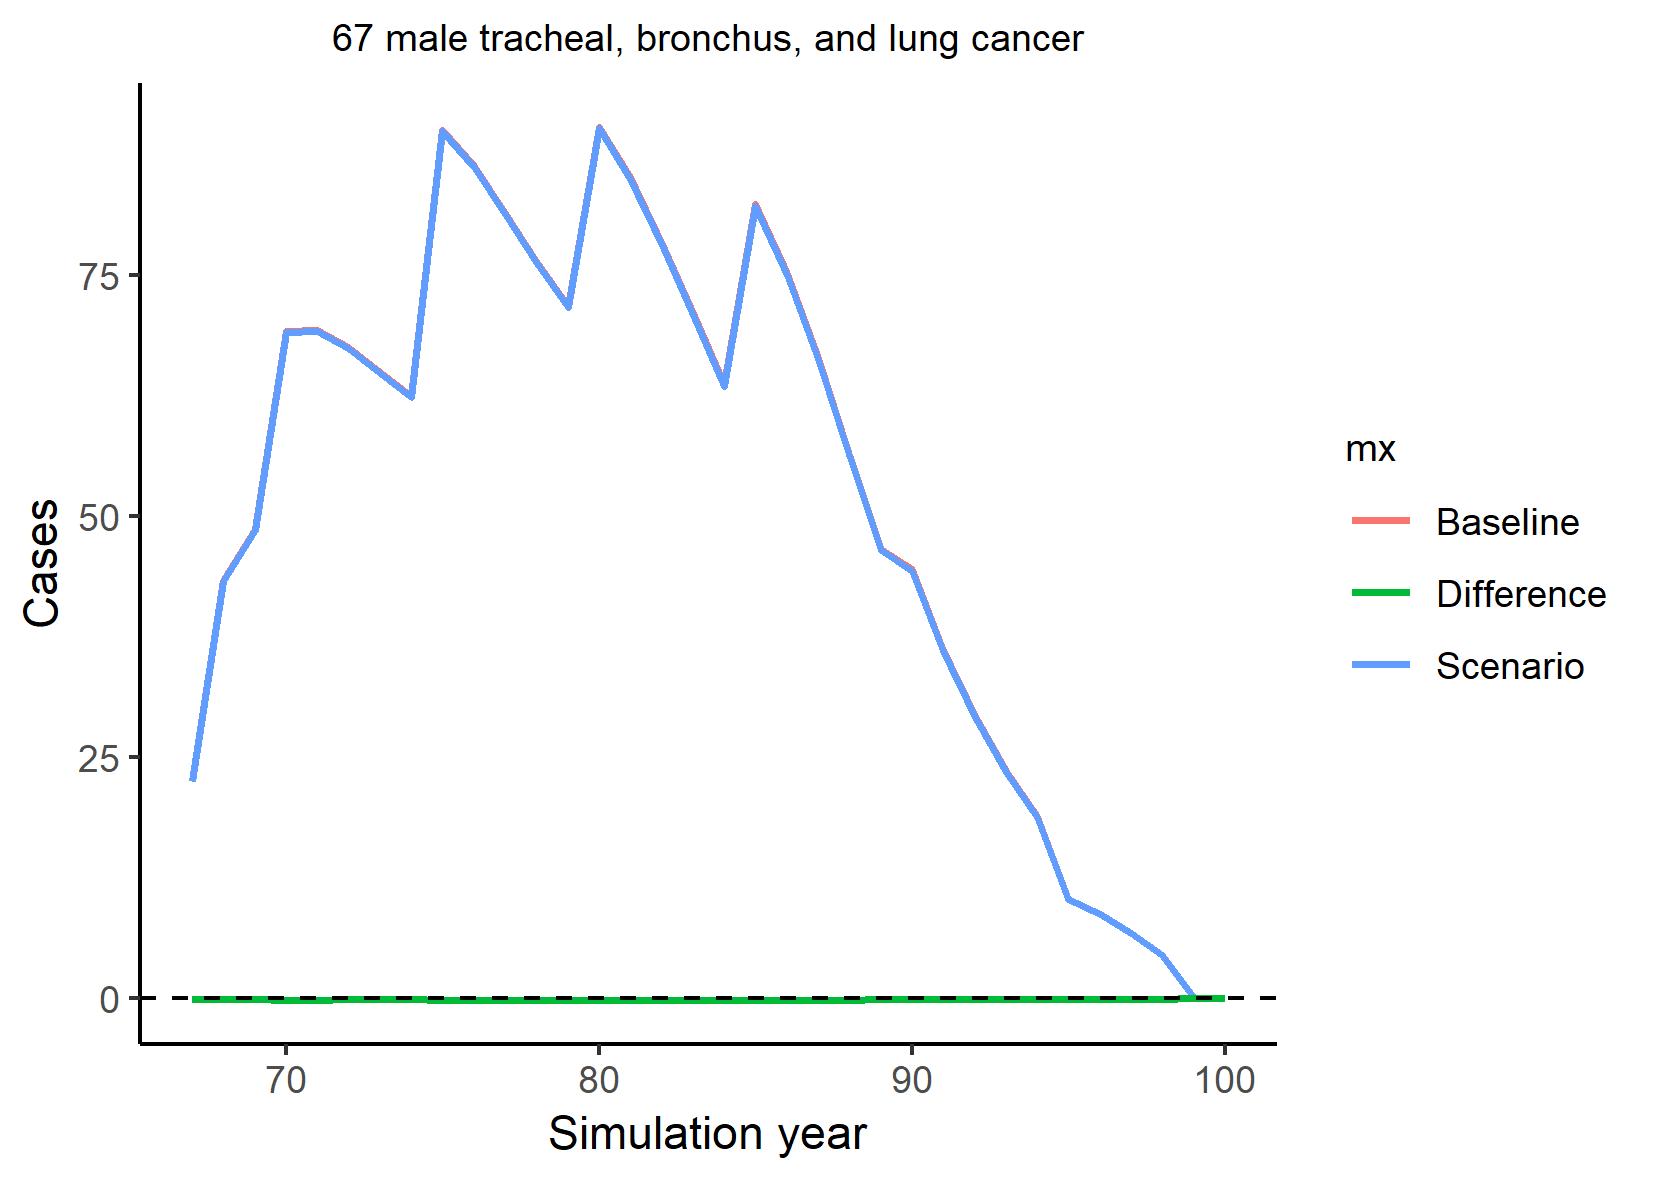 67 male tracheal, bronchus, and lung cancer
Cases
75
50
25
0
70 80 90 100
Simulation year
mx
Baseline
Difference
Scenario